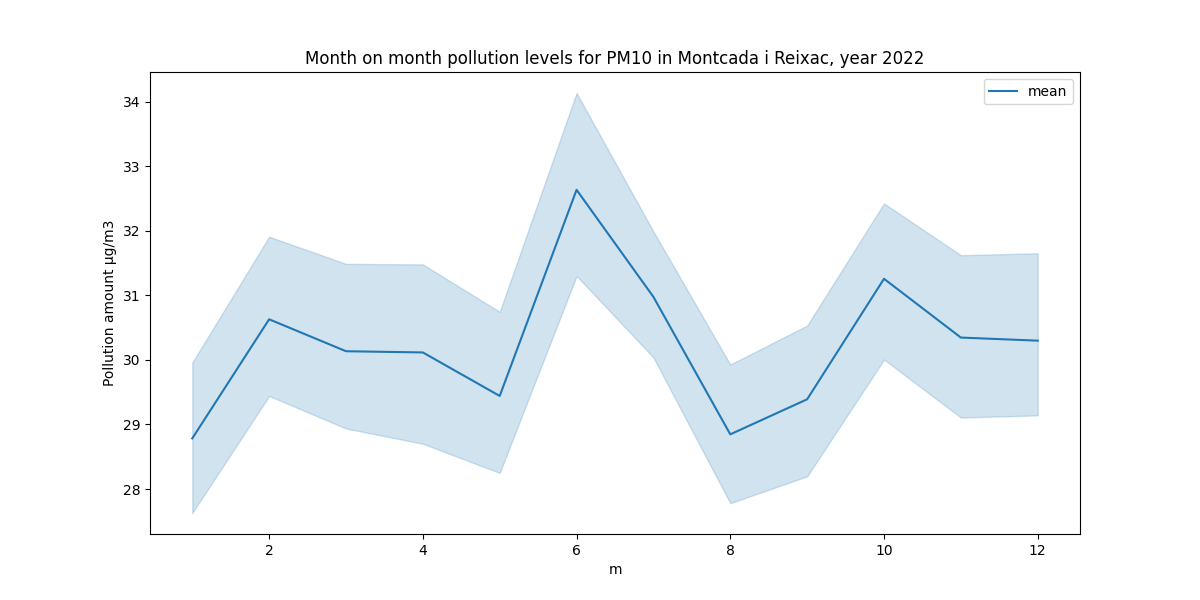 Month on month pollution levels for PM10 in Montcada i Reixac, year 2022
mean
Pollution amount µg/m3
34
33
32
31
30
29
28
2 4 6 8 10 12
m